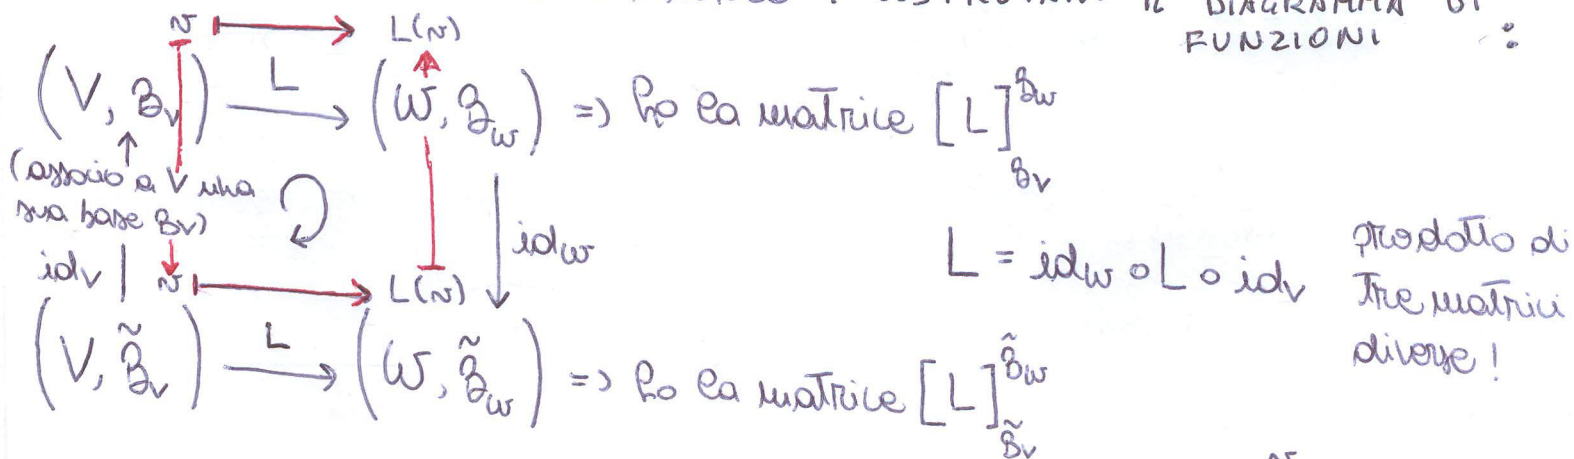 IL DIAGRAMMA DI
FUNZIONI :
v ⟼ L(v)
(V, B_V) L→ (W, B_W) => ho la matrice [L]^{B_W}_{B_V}
(associo a V una
sua base B_V)
id_V id_W L = id_W ∘ L ∘ id_V prodotto di
tre matrici
diverse!
v ⟼ L(v)
(V, B̃_V) L→ (W, B̃_W) => ho la matrice [L]^{B̃_W}_{B̃_V}